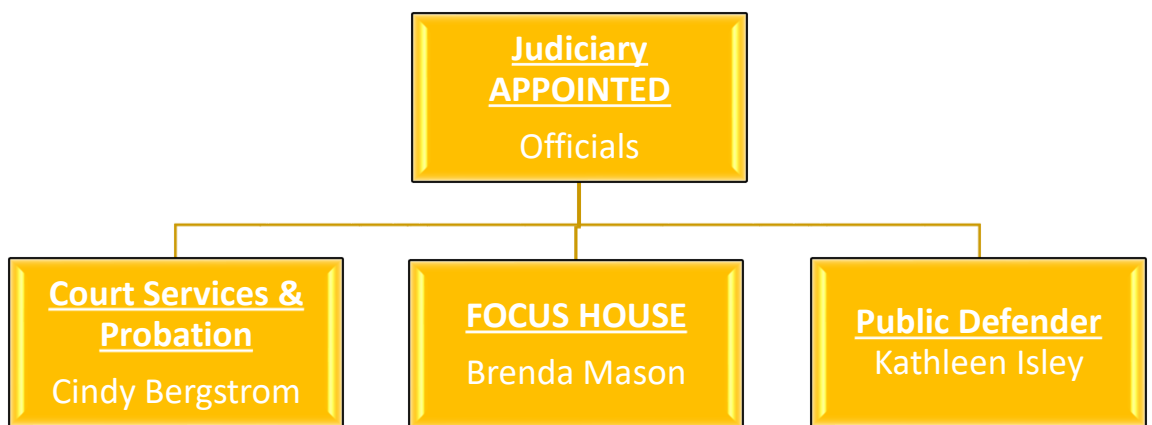 Judiciary
APPOINTED
Officials
Court Services &
Probation
Cindy Bergstrom
FOCUS HOUSE
Brenda Mason
Public Defender
Kathleen Isley